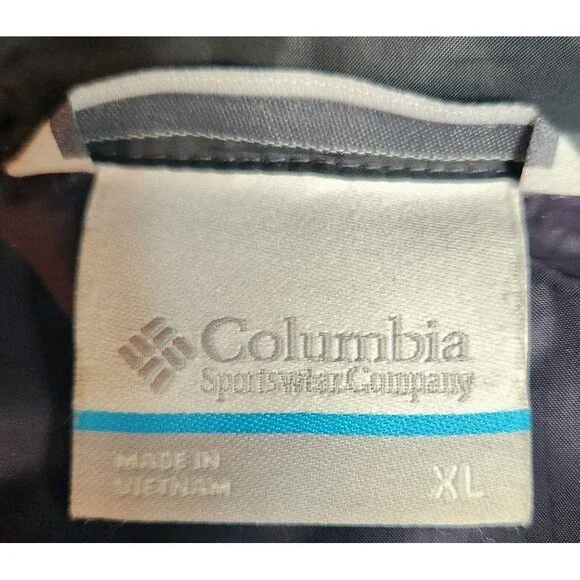 Columbia
Sportswear Company
MADE IN
VIETNAM
XL